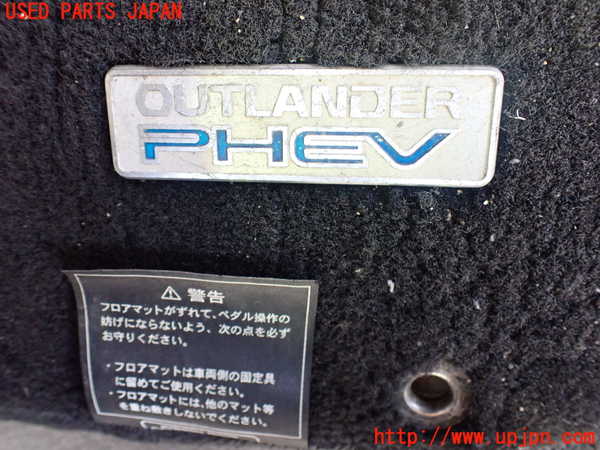 USED PARTS JAPAN
OUTLANDER
PHEV
⚠ 警告
フロアマットがずれて、ペダル操作の
妨げにならないよう、次の点を必ず
お守りください。
・フロアマットは車両側の固定具
に留めてご使用ください。
・フロアマットには、他のマット等
を重ね敷きしないでください。
http://www.upjpn.com/